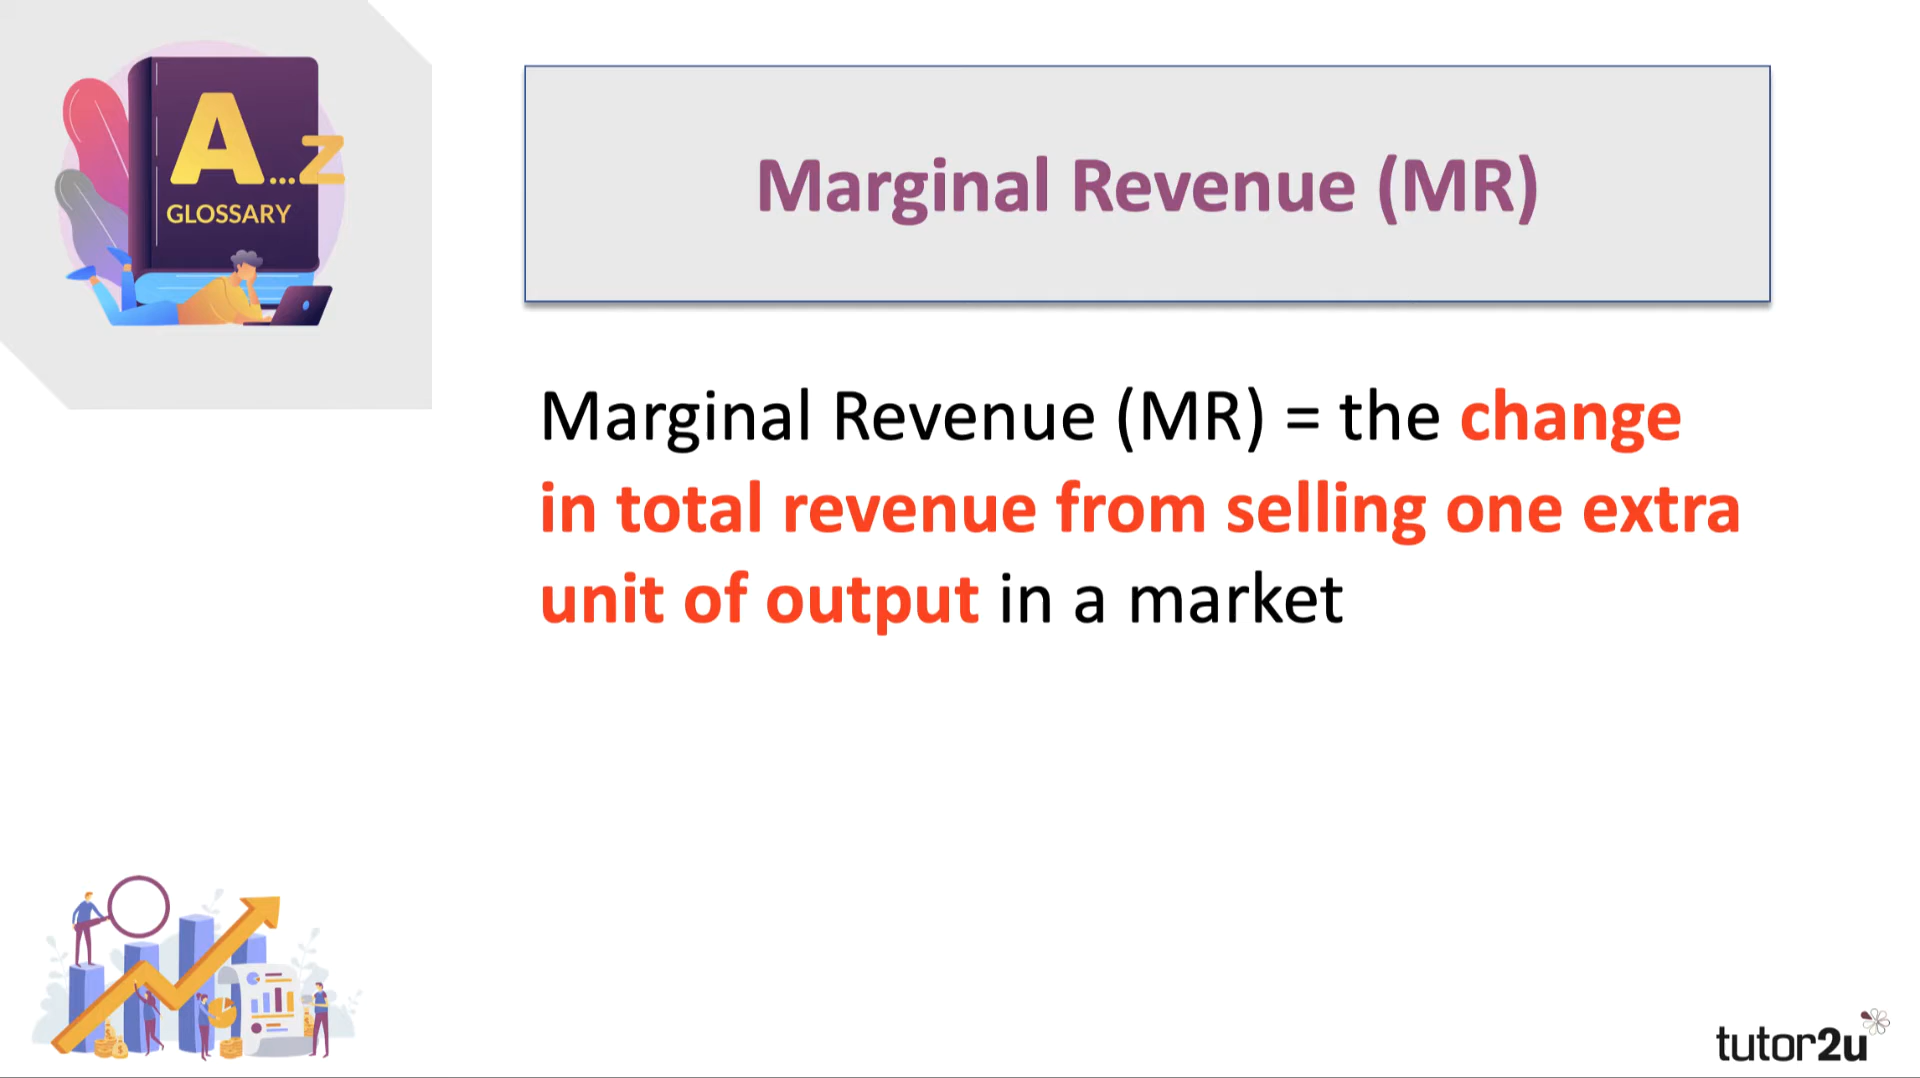 A...Z
GLOSSARY
Marginal Revenue (MR)
Marginal Revenue (MR) = the change
in total revenue from selling one extra
unit of output in a market
tutor2u